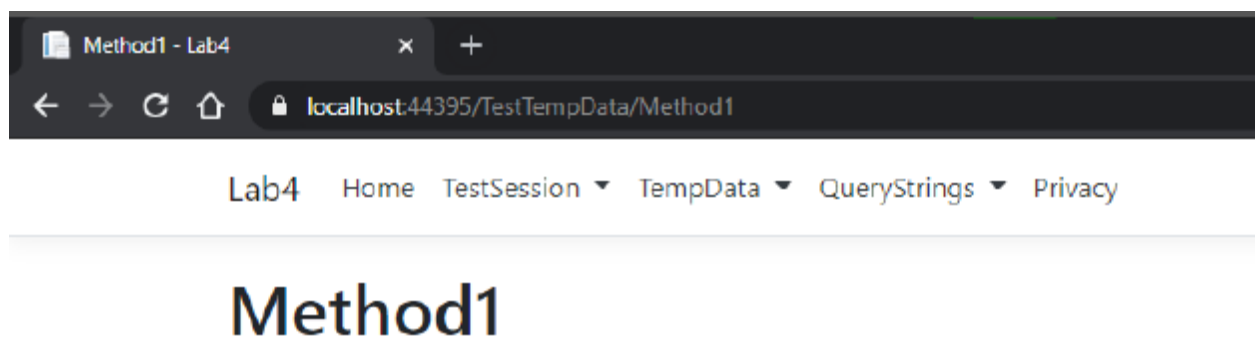 Method1 - Lab4
localhost:44395/TestTempData/Method1
Lab4 Home TestSession TempData QueryStrings Privacy
Method1